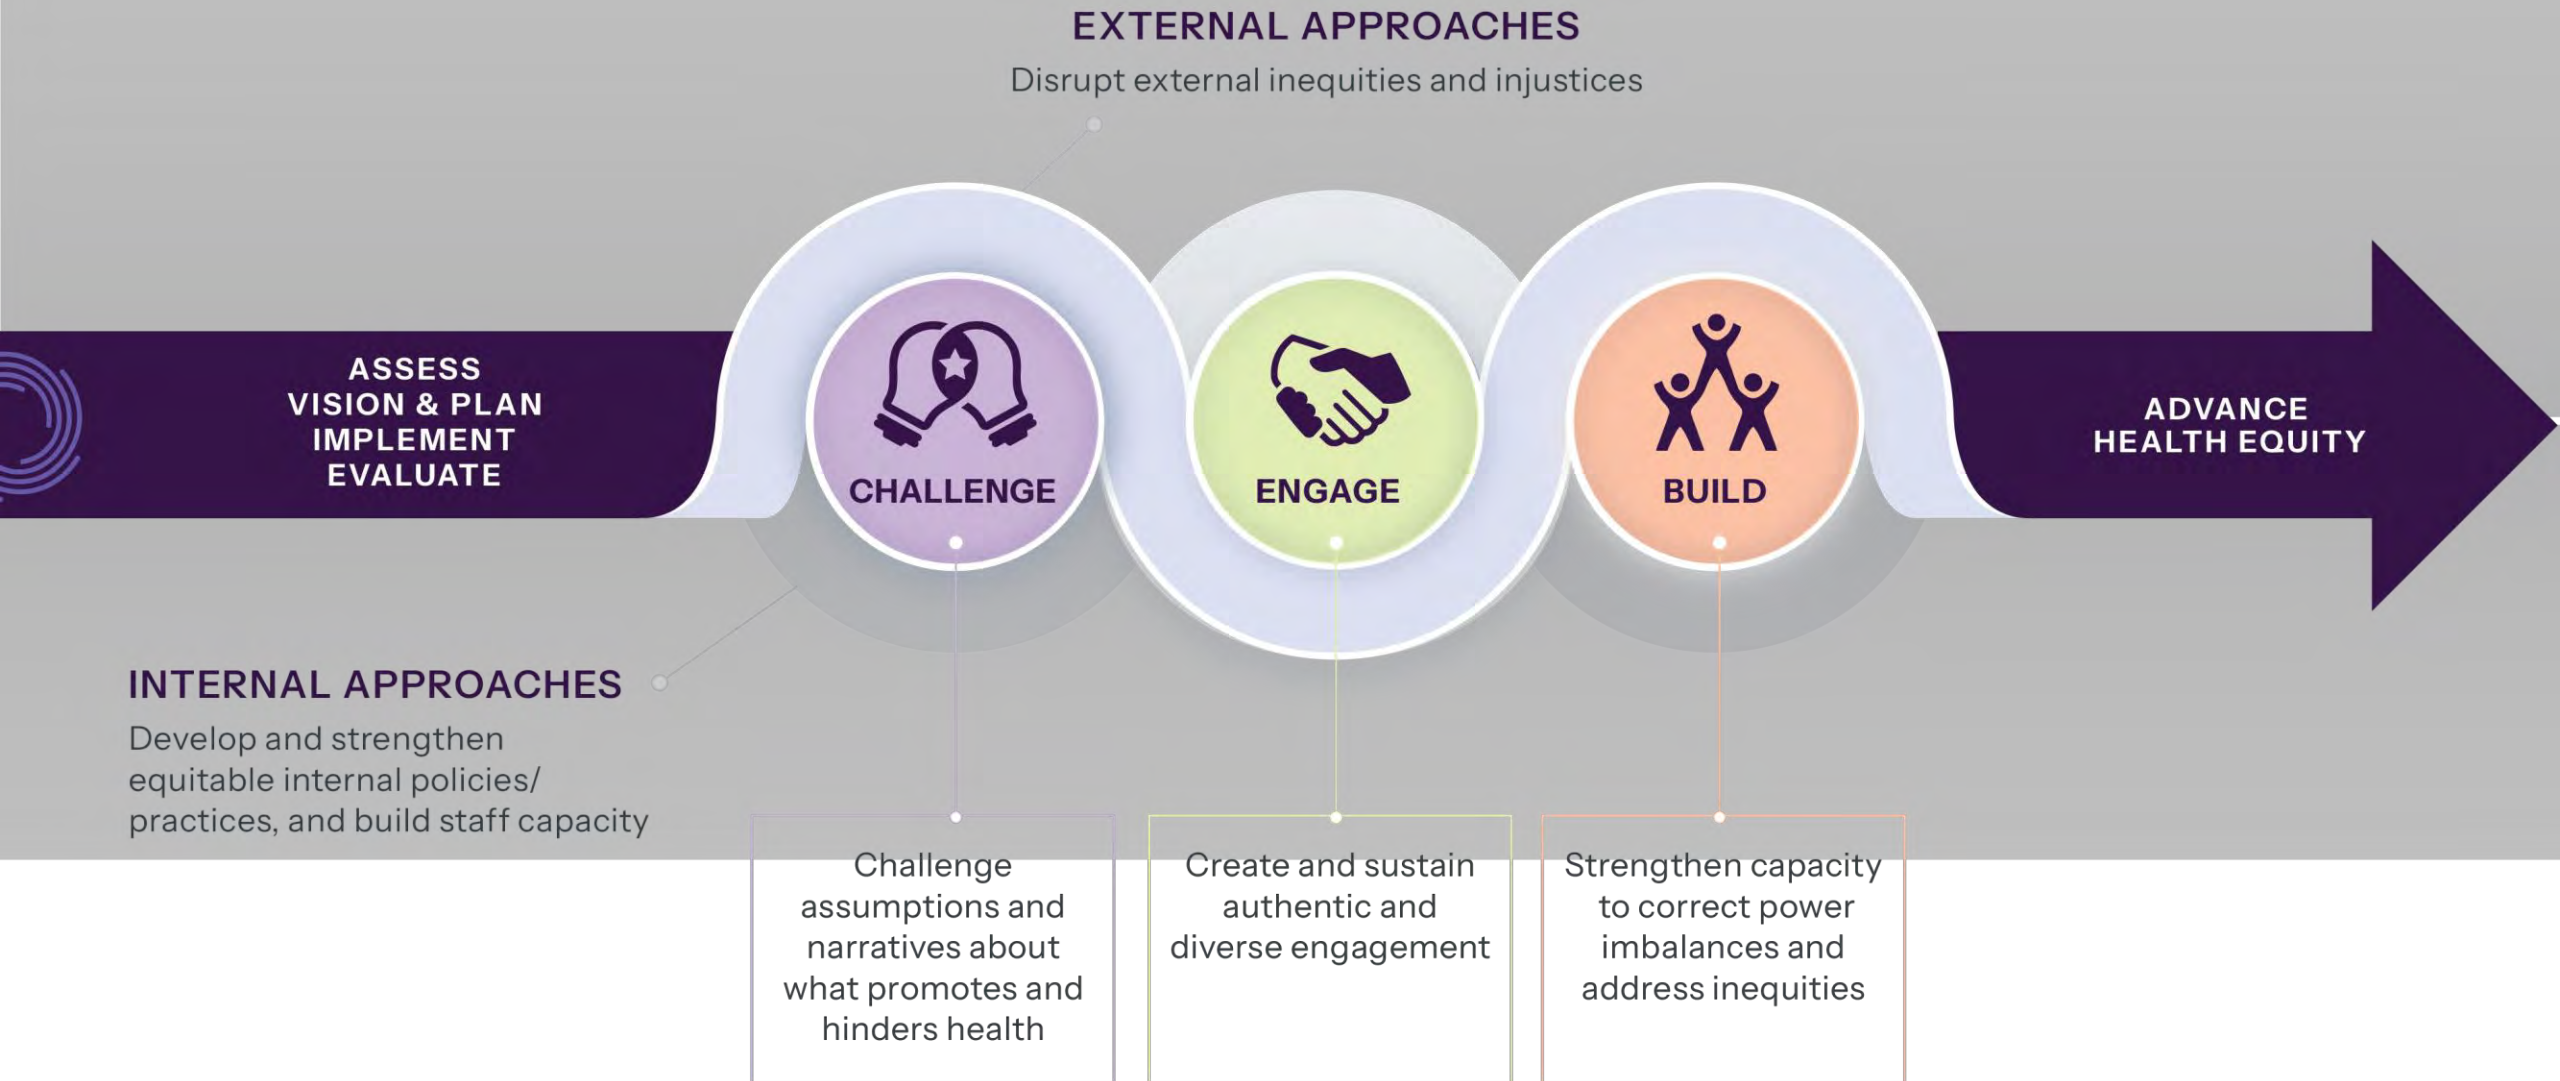 EXTERNAL APPROACHES
Disrupt external inequities and injustices
ASSESS
VISION & PLAN
IMPLEMENT
EVALUATE
CHALLENGE
ENGAGE
BUILD
ADVANCE
HEALTH EQUITY
INTERNAL APPROACHES
Develop and strengthen
equitable internal policies/
practices, and build staff capacity
Challenge
assumptions and
narratives about
what promotes and
hinders health
Create and sustain
authentic and
diverse engagement
Strengthen capacity
to correct power
imbalances and
address inequities